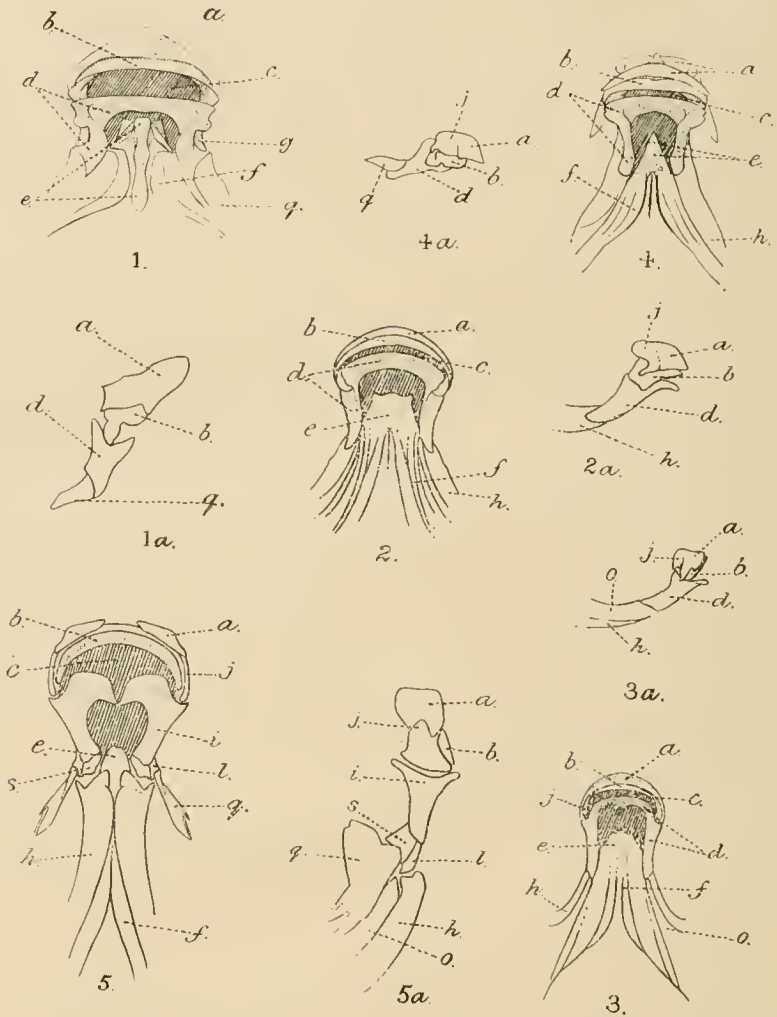 a.
b.
c.
d.
g
e
f
q.
1.
j
a.
b.
q
d
4a.
b.
a
d
c.
e.
f.
h.
4.
a.
d.
b.
q.
1a.
b
a.
d.
c.
e
f
h.
2.
j
a.
b
d.
h.
2a.
a.
j.
b.
o.
d.
h.
3a.
b.
a.
c
j
i
e.
s.
l.
q.
h
f.
5.
a.
j.
b.
i.
s.
q.
l
h.
o.
5a.
a.
b.
c.
j
e.
d.
h
f
o.
3.